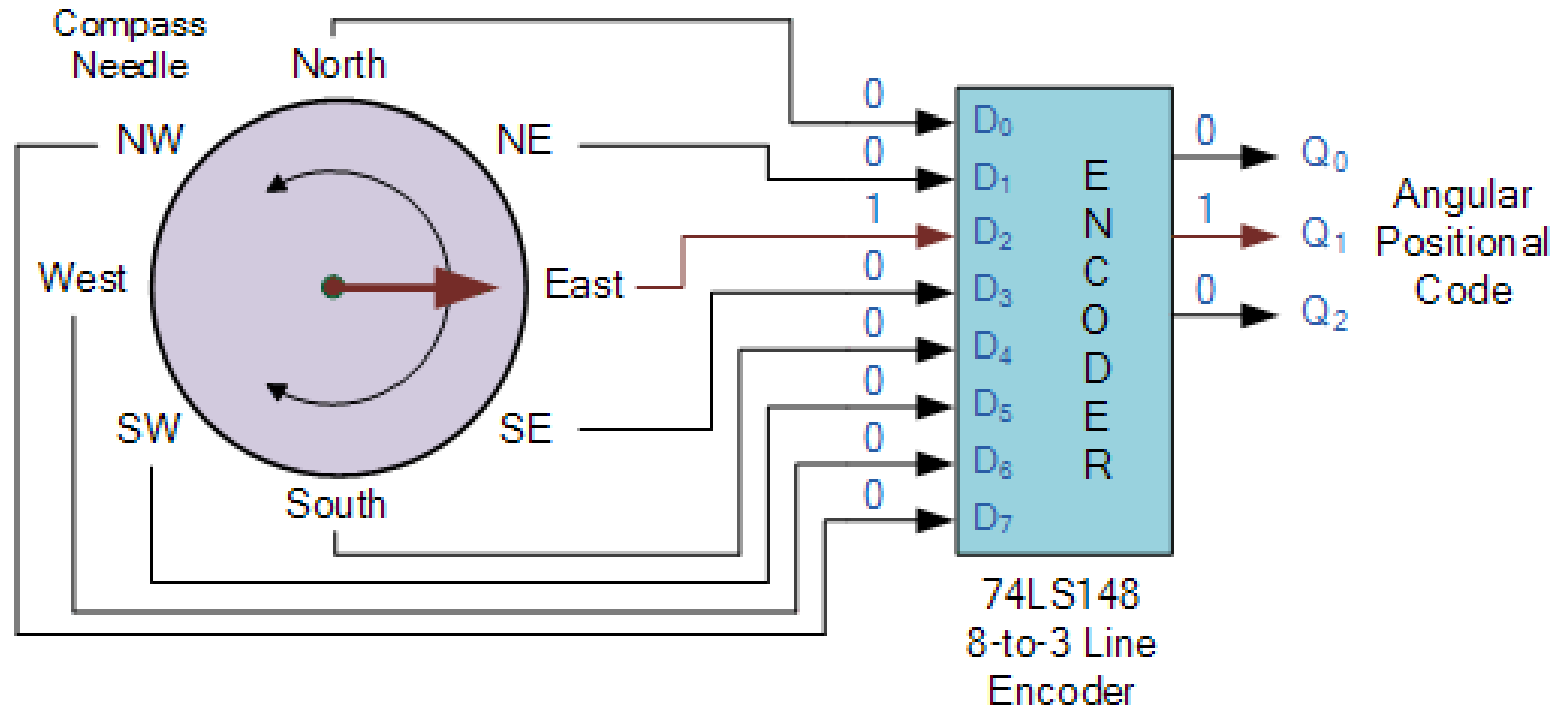 Compass
Needle
North
NW
NE
West
East
SW
SE
South
0
0
1
0
0
0
0
0
D₀
D₁
D₂
D₃
D₄
D₅
D₆
D₇
E
N
C
O
D
E
R
0
1
0
Q₀
Q₁
Q₂
Angular
Positional
Code
74LS148
8-to-3 Line
Encoder